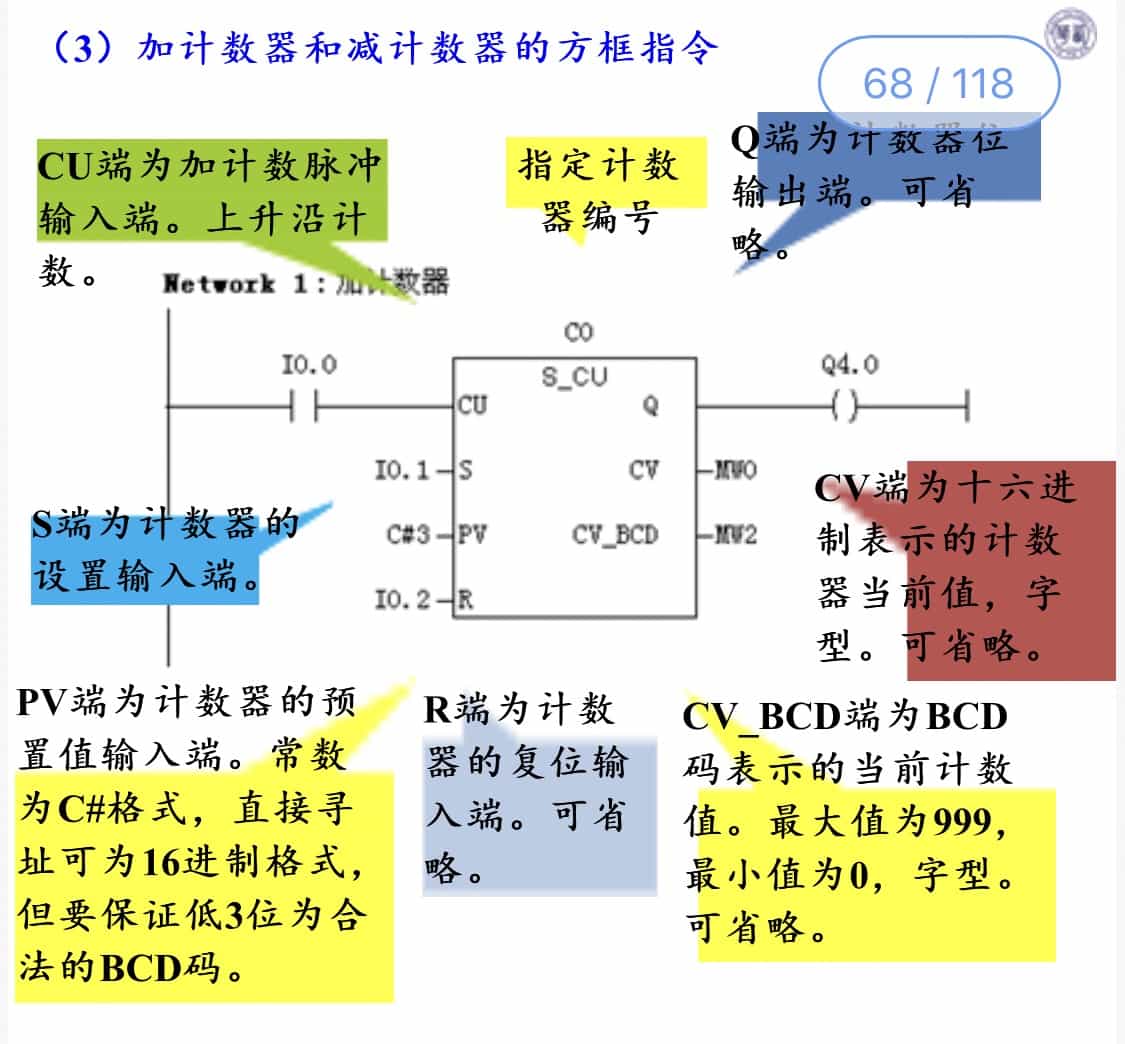 （3）加计数器和减计数器的方框指令
68 / 118
CU端为加计数脉冲
输入端。上升沿计
数。
指定计数
器编号
Q端为计数器位
输出端。可省
略。
Network 1：加计数器
C0
I0.0
S_CU
Q4.0
CU
Q
I0.1
S
CV
MW0
C#3
PV
CV_BCD
MW2
I0.2
R
S端为计数器的
设置输入端。
CV端为十六进
制表示的计数
器当前值，字
型。可省略。
PV端为计数器的预
置值输入端。常数
为C#格式，直接寻
址可为16进制格式，
但要保证低3位为合
法的BCD码。
R端为计数
器的复位输
入端。可省
略。
CV_BCD端为BCD
码表示的当前计数
值。最大值为999，
最小值为0，字型。
可省略。